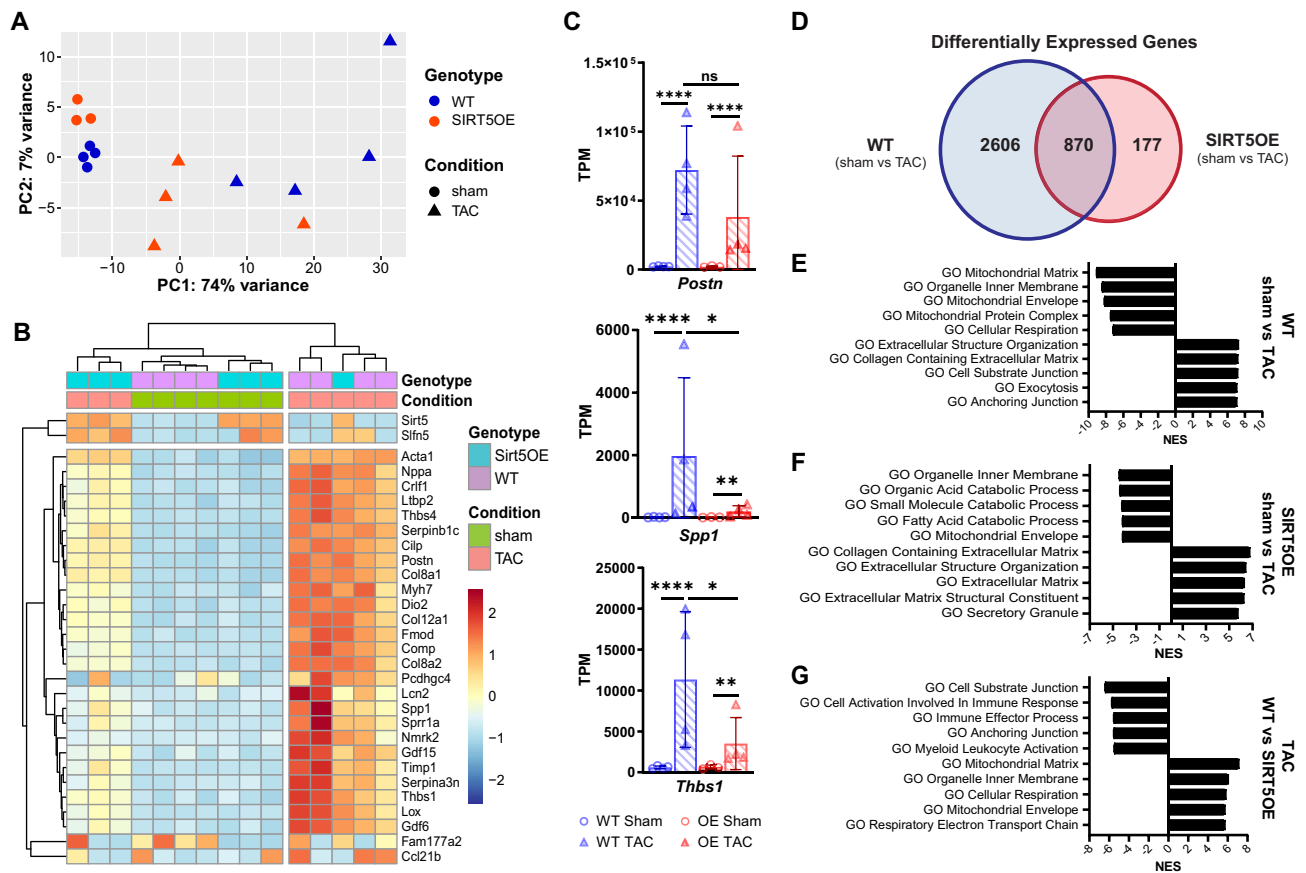 A
10
5
0
−5
PC2: 7% variance
−10
0
10
20
30
PC1: 74% variance
Genotype
WT
SIRT5OE
Condition
sham
TAC
B
Genotype
Condition
Sirt5
Slfn5
Acta1
Nppa
Crlf1
Ltbp2
Thbs4
Serpinb1c
Cilp
Postn
Col8a1
Myh7
Dio2
Col12a1
Fmod
Comp
Col8a2
Pcdhgc4
Lcn2
Spp1
Sprr1a
Nmrk2
Gdf15
Timp1
Serpina3n
Thbs1
Lox
Gdf6
Fam177a2
Ccl21b
Genotype
Sirt5OE
WT
Condition
sham
TAC
2
1
0
−1
−2
C
1.5×10⁵
1×10⁵
5×10⁴
0
TPM
ns
****
****
Postn
6000
4000
2000
0
TPM
****
*
**
Spp1
25000
20000
15000
10000
5000
0
TPM
****
*
**
Thbs1
WT Sham
OE Sham
WT TAC
OE TAC
D
Differentially Expressed Genes
WT
(sham vs TAC)
2606
870
177
SIRT5OE
(sham vs TAC)
E
GO Mitochondrial Matrix
GO Organelle Inner Membrane
GO Mitochondrial Envelope
GO Mitochondrial Protein Complex
GO Cellular Respiration
GO Extracellular Structure Organization
GO Collagen Containing Extracellular Matrix
GO Cell Substrate Junction
GO Exocytosis
GO Anchoring Junction
-10 -8 -6 -4 -2 0 2 4 6 8 10
NES
WT
sham vs TAC
F
GO Organelle Inner Membrane
GO Organic Acid Catabolic Process
GO Small Molecule Catabolic Process
GO Fatty Acid Catabolic Process
GO Mitochondrial Envelope
GO Collagen Containing Extracellular Matrix
GO Extracellular Structure Organization
GO Extracellular Matrix
GO Extracellular Matrix Structural Constituent
GO Secretory Granule
-7 -5 -3 -1 1 3 5 7
NES
SIRT5OE
sham vs TAC
G
GO Cell Substrate Junction
GO Cell Activation Involved In Immune Response
GO Immune Effector Process
GO Anchoring Junction
GO Myeloid Leukocyte Activation
GO Mitochondrial Matrix
GO Organelle Inner Membrane
GO Cellular Respiration
GO Mitochondrial Envelope
GO Respiratory Electron Transport Chain
-8 -6 -4 -2 0 2 4 6 8
NES
TAC
WT vs SIRT5OE